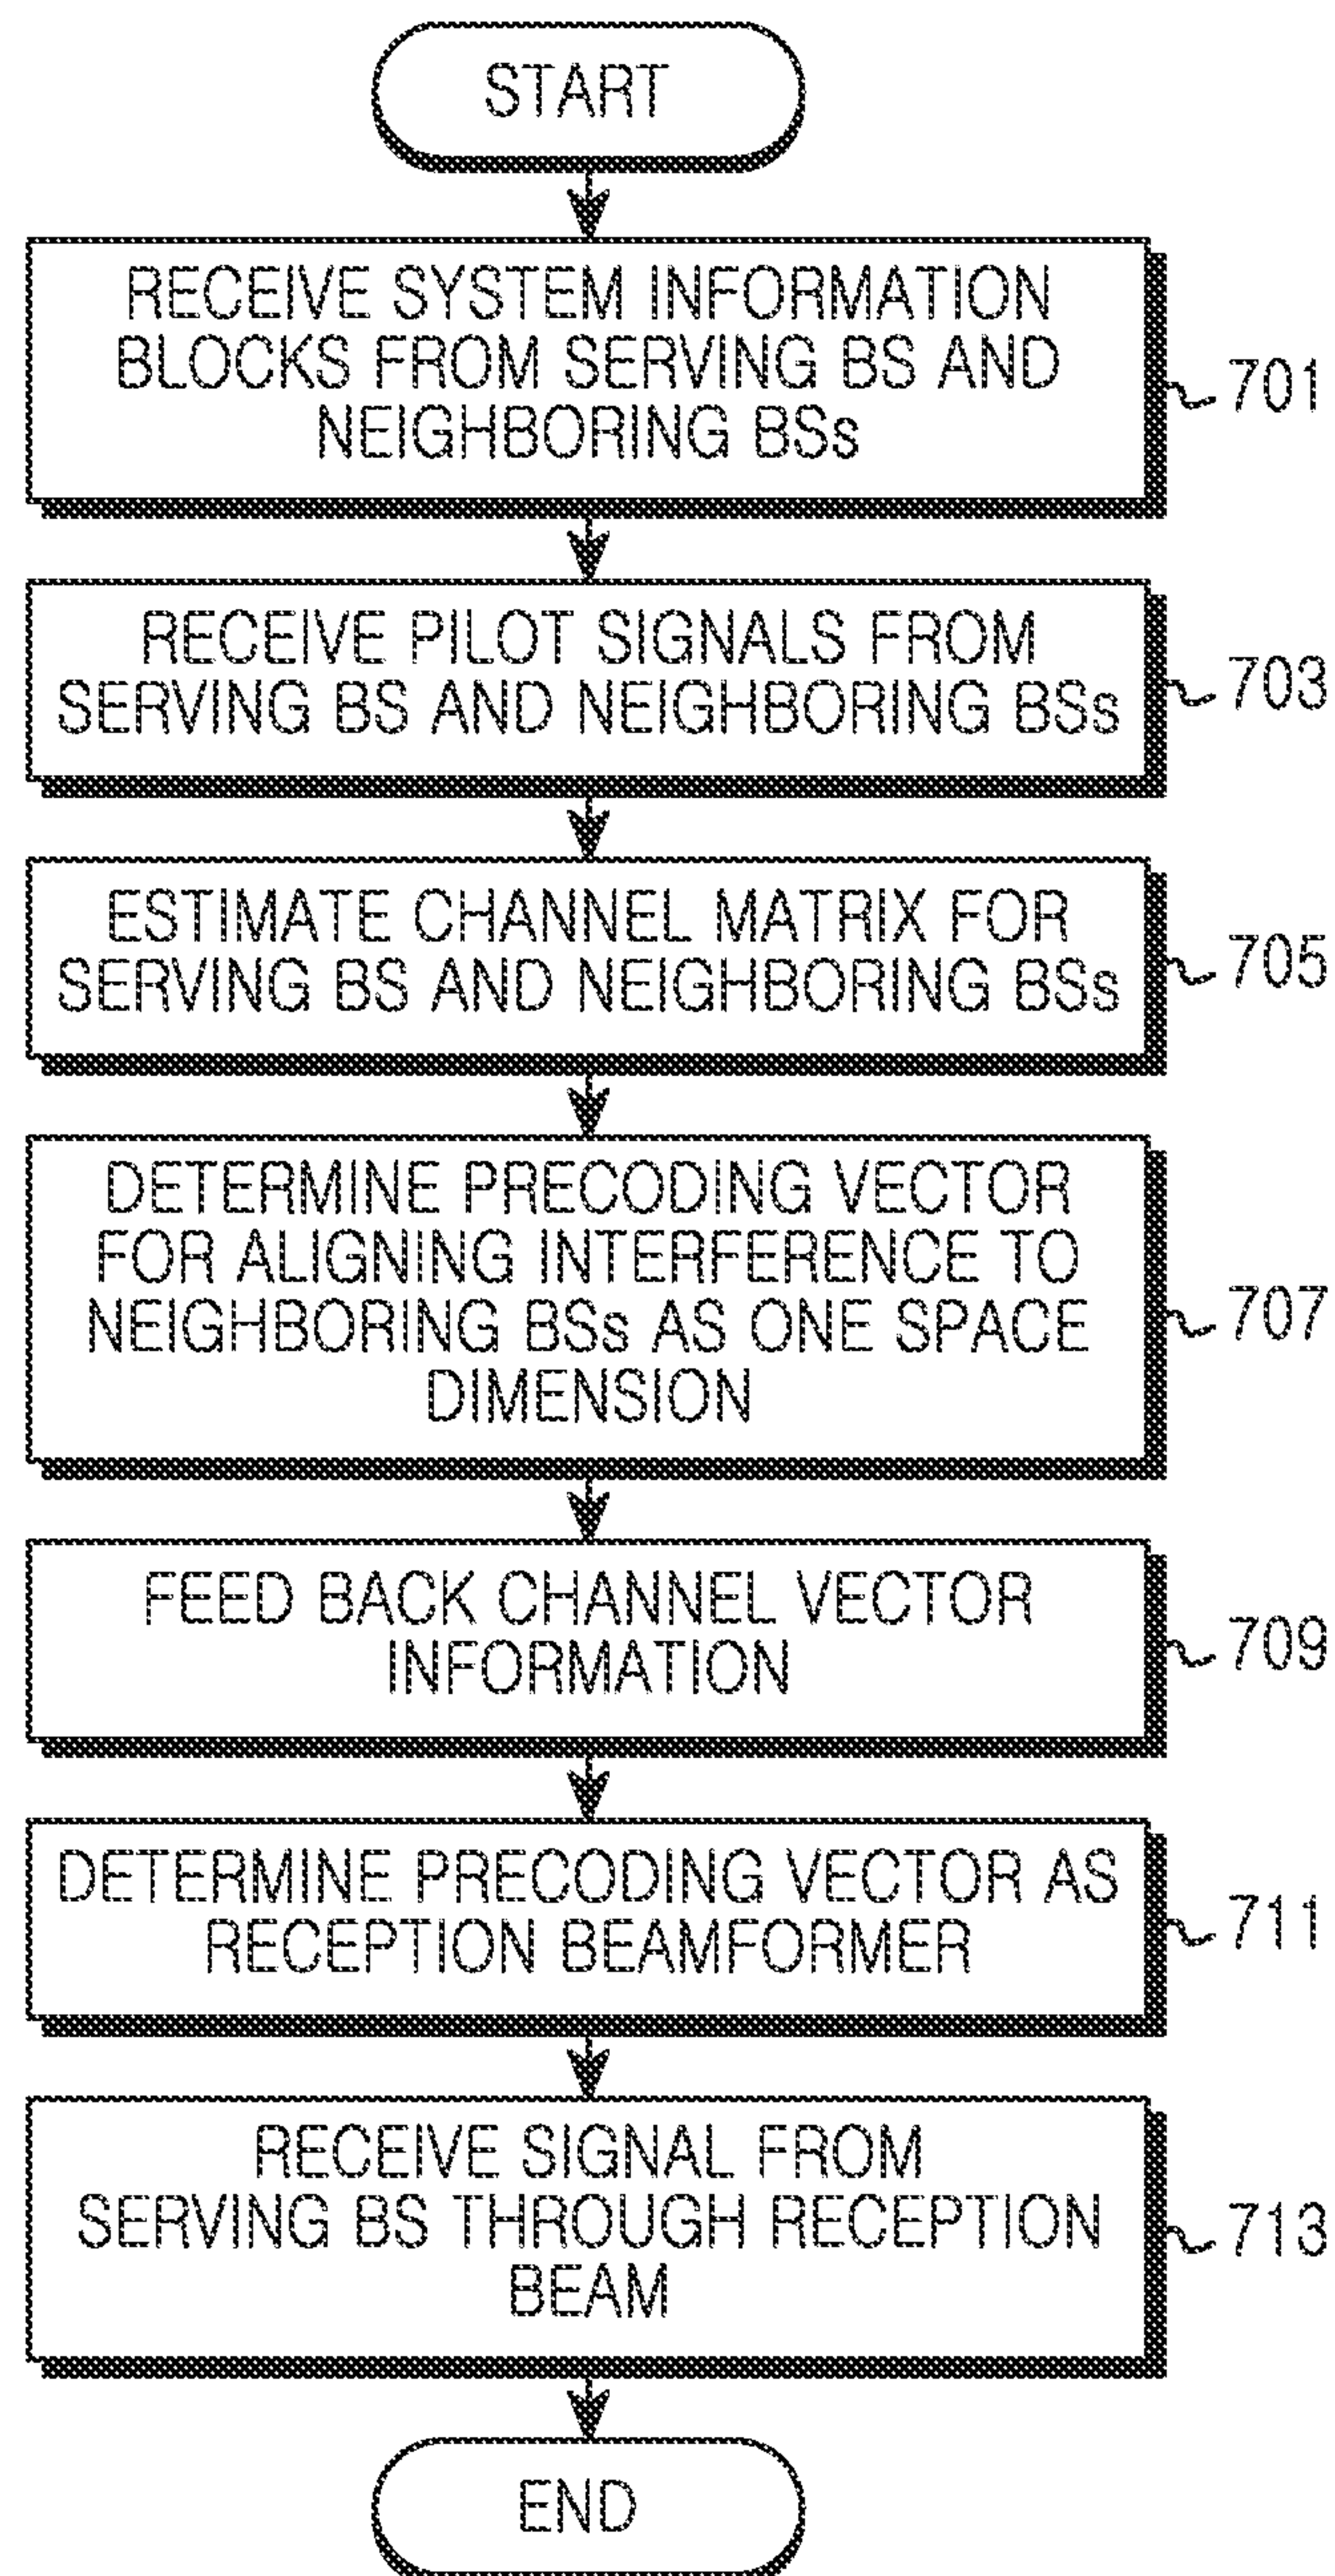 START
RECEIVE SYSTEM INFORMATION
BLOCKS FROM SERVING BS AND
NEIGHBORING BSs
701
RECEIVE PILOT SIGNALS FROM
SERVING BS AND NEIGHBORING BSs
703
ESTIMATE CHANNEL MATRIX FOR
SERVING BS AND NEIGHBORING BSs
705
DETERMINE PRECODING VECTOR
FOR ALIGNING INTERFERENCE TO
NEIGHBORING BSs AS ONE SPACE
DIMENSION
707
FEED BACK CHANNEL VECTOR
INFORMATION
709
DETERMINE PRECODING VECTOR AS
RECEPTION BEAMFORMER
711
RECEIVE SIGNAL FROM
SERVING BS THROUGH RECEPTION
BEAM
713
END